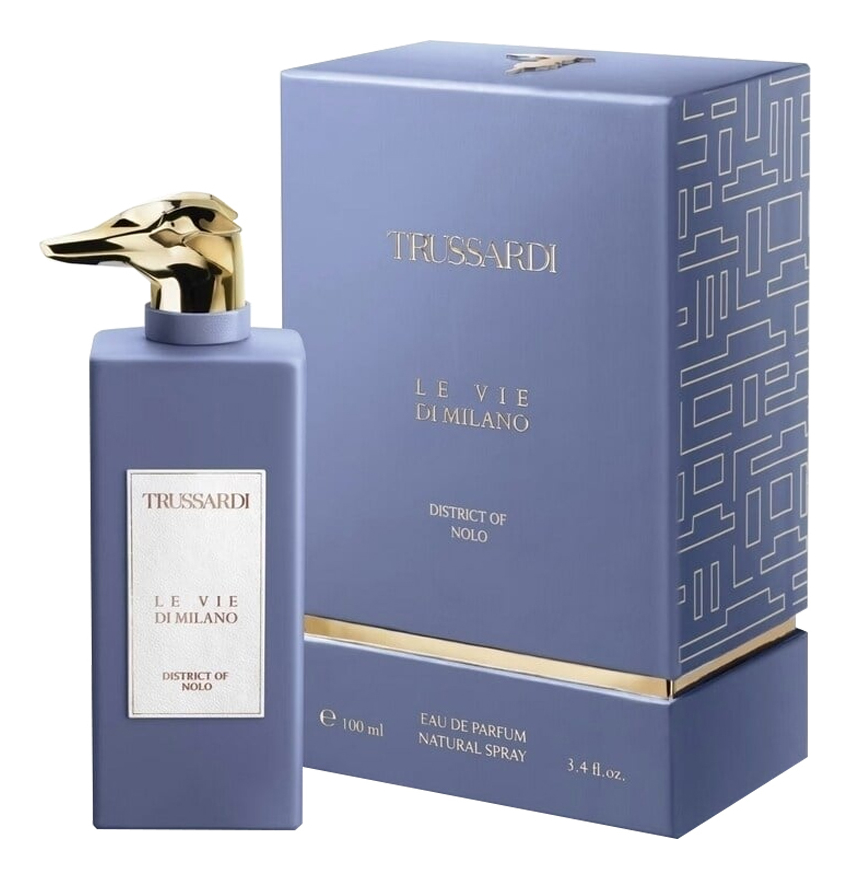 TRUSSARDI
LE VIE
DI MILANO
DISTRICT OF
NOLO
℮ 100 ml
EAU DE PARFUM
NATURAL SPRAY
3.4 fl.oz.
TRUSSARDI
LE VIE
DI MILANO
DISTRICT OF
NOLO